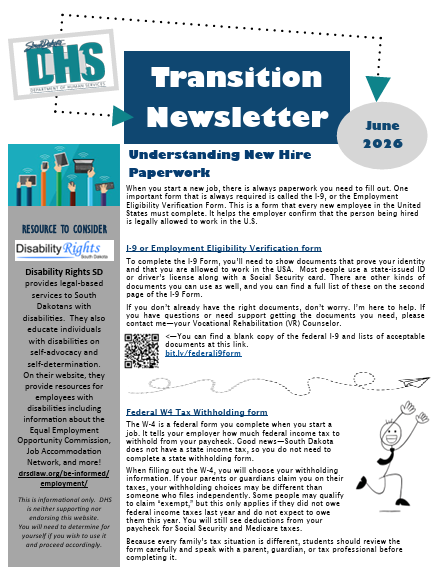 South Dakota
DHS
DEPARTMENT OF HUMAN SERVICES
Transition
Newsletter
June
2026
RESOURCE TO CONSIDER
Disability Rights
South Dakota
Disability Rights SD
provides legal-based
services to South
Dakotans with
disabilities. They also
educate individuals
with disabilities on
self-advocacy and
self-determination.
On their website, they
provide resources for
employees with
disabilities including
information about the
Equal Employment
Opportunity Commission,
Job Accommodation
Network, and more!
drsdlaw.org/be-informed/
employment/
This is informational only. DHS
is neither supporting nor
endorsing this website.
You will need to determine for
yourself if you wish to use it
and proceed accordingly.
Understanding New Hire
Paperwork
When you start a new job, there is always paperwork you need to fill out. One
important form that is always required is called the I-9, or the Employment
Eligibility Verification Form. This is a form that every new employee in the United
States must complete. It helps the employer confirm that the person being hired
is legally allowed to work in the U.S.
I-9 or Employment Eligibility Verification form
To complete the I-9 Form, you'll need to show documents that prove your identity
and that you are allowed to work in the USA. Most people use a state-issued ID
or driver's license along with a Social Security card. There are other kinds of
documents you can use as well, and you can find a full list of these on the second
page of the I-9 Form.
If you don't already have the right documents, don't worry. I'm here to help. If
you have questions or need support getting the documents you need, please
contact me—your Vocational Rehabilitation (VR) Counselor.
<—You can find a blank copy of the federal I-9 and lists of acceptable
documents at this link.
bit.ly/federali9form
Federal W4 Tax Withholding form
The W-4 is a federal form you complete when you start a
job. It tells your employer how much federal income tax to
withhold from your paycheck. Good news—South Dakota
does not have a state income tax, so you do not need to
complete a state withholding form.
When filling out the W-4, you will choose your withholding
information. If your parents or guardians claim you on their
taxes, your withholding choices may be different than
someone who files independently. Some people may qualify
to claim "exempt," but this only applies if they did not owe
federal income taxes last year and do not expect to owe
them this year. You will still see deductions from your
paycheck for Social Security and Medicare taxes.
Because every family's tax situation is different, students should review the
form carefully and speak with a parent, guardian, or tax professional before
completing it.